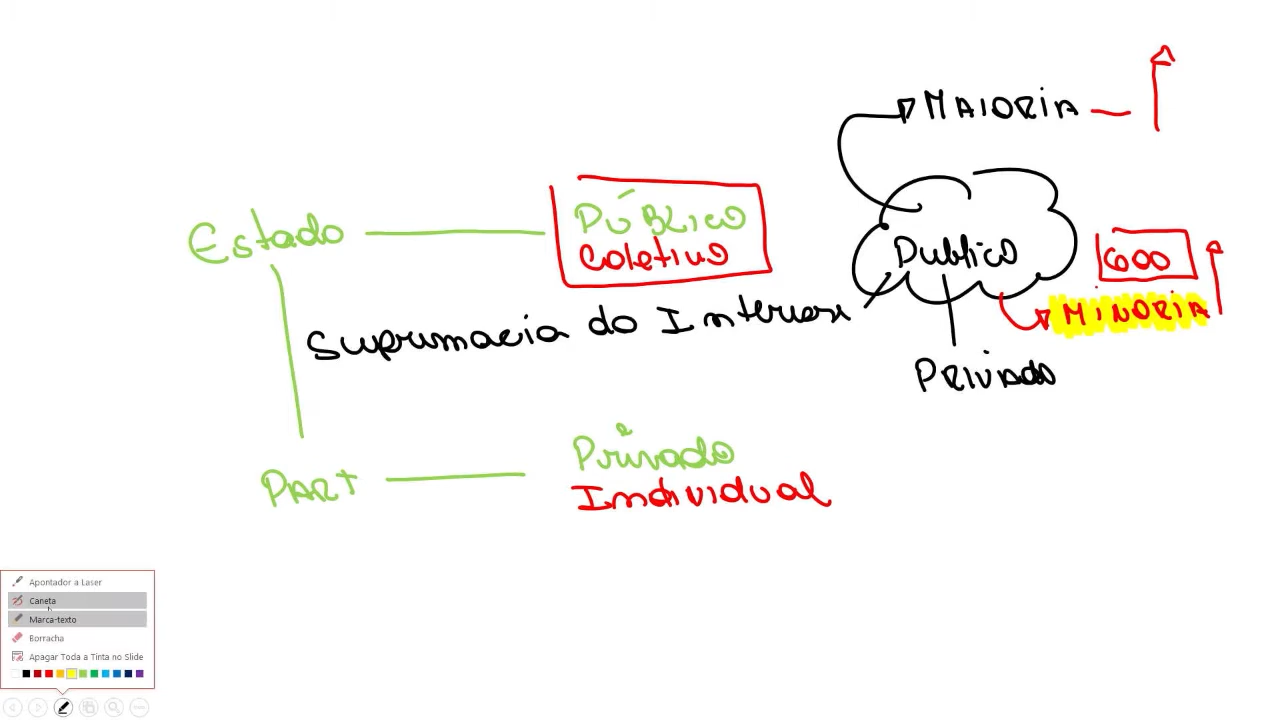 MAIORIA
Estado
PÚBLICO
Coletivo
Público
600
MINORIA
Supremacia do Interesse
PRIVADO
Privado
PART
Individual
Apontador a Laser
Caneta
Marca-texto
Borracha
Apagar Toda a Tinta no Slide